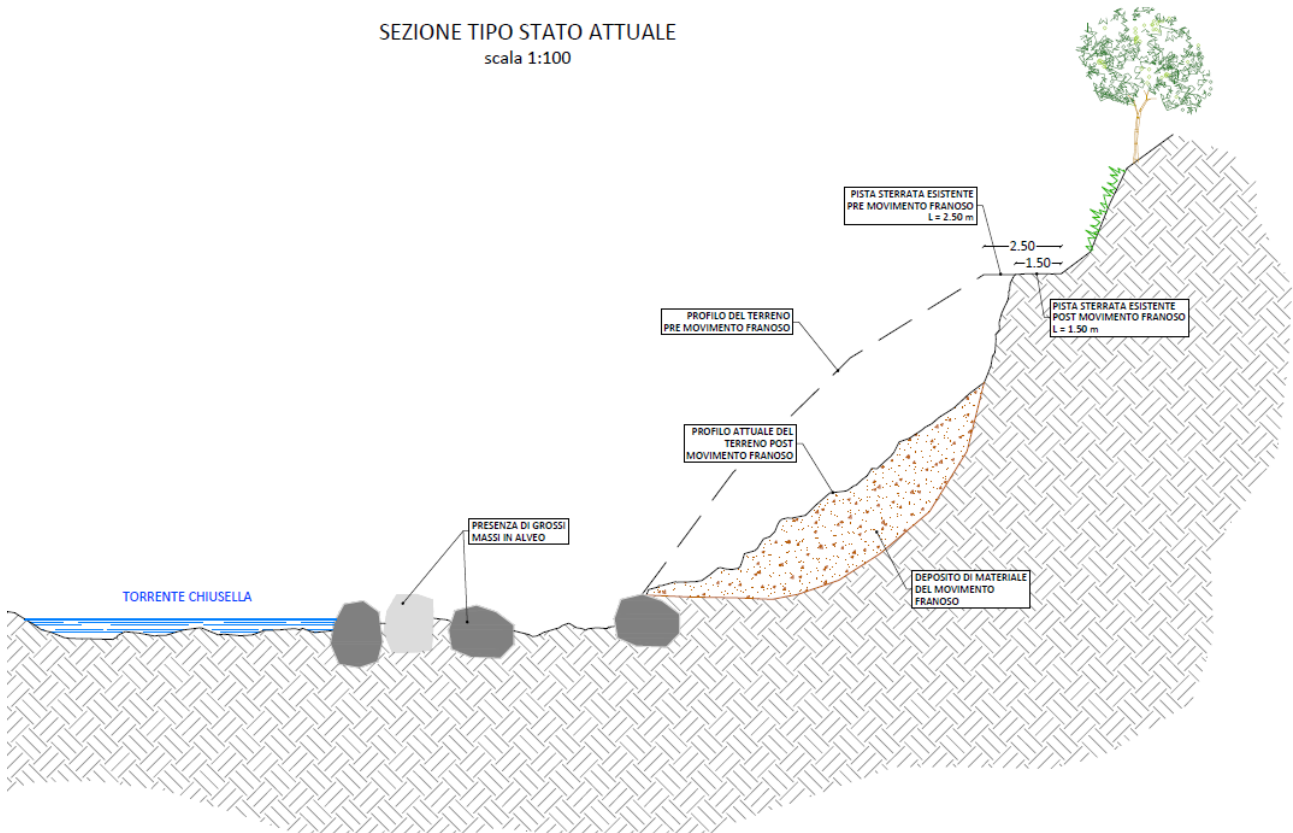 SEZIONE TIPO STATO ATTUALE
scala 1:100
PISTA STERRATA ESISTENTE
PRE MOVIMENTO FRANOSO
L = 2.50 m
2.50
1.50
PISTA STERRATA ESISTENTE
POST MOVIMENTO FRANOSO
L = 1.50 m
PROFILO DEL TERRENO
PRE MOVIMENTO FRANOSO
PROFILO ATTUALE DEL
TERRENO POST
MOVIMENTO FRANOSO
PRESENZA DI GROSSI
MASSI IN ALVEO
DEPOSITO DI MATERIALE
DEL MOVIMENTO
FRANOSO
TORRENTE CHIUSELLA